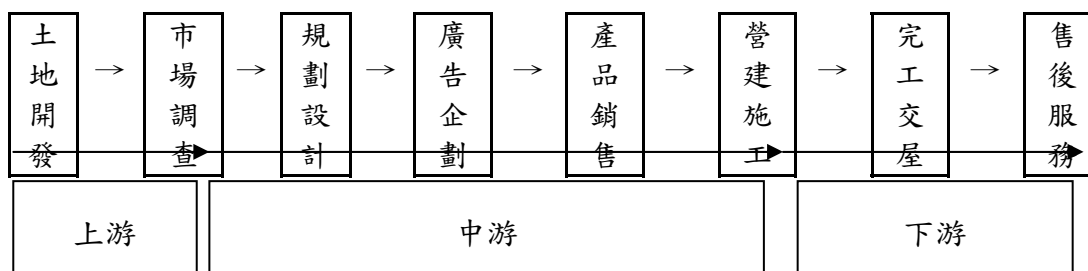 土地開發 → 市場調查 → 規劃設計 → 廣告企劃 → 產品銷售 → 營建施工 → 完工交屋 → 售後服務
上游 中游 下游